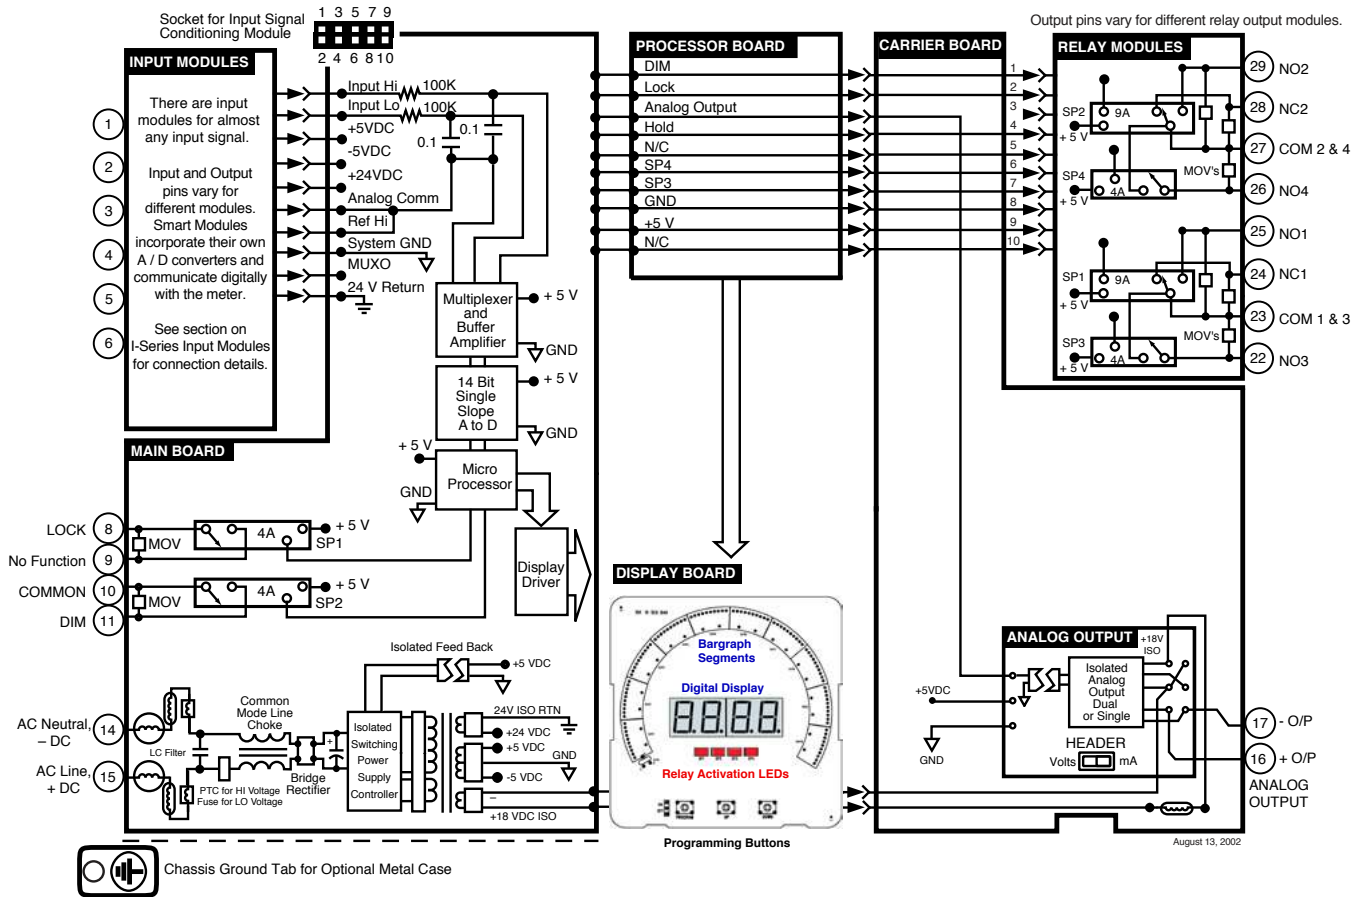 Socket for Input Signal
Conditioning Module
1 3 5 7 9
2 4 6 8 10
INPUT MODULES
There are input
modules for almost
any input signal.
Input and Output
pins vary for
different modules.
Smart Modules
incorporate their own
A / D converters and
communicate digitally
with the meter.
See section on
I-Series Input Modules
for connection details.
1
2
3
4
5
6
Input Hi
100K
Input Lo
100K
+5VDC
-5VDC
+24VDC
Analog Comm
Ref Hi
System GND
MUXO
24 V Return
0.1
0.1
Multiplexer
and
Buffer
Amplifier
+ 5 V
GND
14 Bit
Single
Slope
A to D
+ 5 V
GND
+ 5 V
Micro
Processor
GND
Display
Driver
MAIN BOARD
LOCK
8
MOV
4A
+ 5 V
SP1
No Function
9
COMMON
10
MOV
4A
+ 5 V
SP2
DIM
11
Isolated Feed Back
+5 VDC
AC Neutral,
– DC
14
AC Line,
+ DC
15
LC Filter
Common
Mode Line
Choke
PTC for HI Voltage
Fuse for LO Voltage
Bridge
Rectifier
+
Isolated
Switching
Power
Supply
Controller
24V ISO RTN
+24 VDC
+5 VDC
GND
-5 VDC
–
+18 VDC ISO
Chassis Ground Tab for Optional Metal Case
PROCESSOR BOARD
DIM
Lock
Analog Output
Hold
N/C
SP4
SP3
GND
+5 V
N/C
DISPLAY BOARD
Bargraph
Segments
Digital Display
Relay Activation LEDs
Programming Buttons
CARRIER BOARD
1
2
3
4
5
6
7
8
9
10
Output pins vary for different relay output modules.
RELAY MODULES
SP2
+ 5 V
9A
SP4
+ 5 V
4A
MOV's
SP1
+ 5 V
9A
SP3
+ 5 V
4A
MOV's
29 NO2
28 NC2
27 COM 2 & 4
26 NO4
25 NO1
24 NC1
23 COM 1 & 3
22 NO3
ANALOG OUTPUT
+18V
ISO
Isolated
Analog
Output
Dual
or Single
+5VDC
GND
HEADER
Volts
mA
17 - O/P
16 + O/P
ANALOG
OUTPUT
August 13, 2002